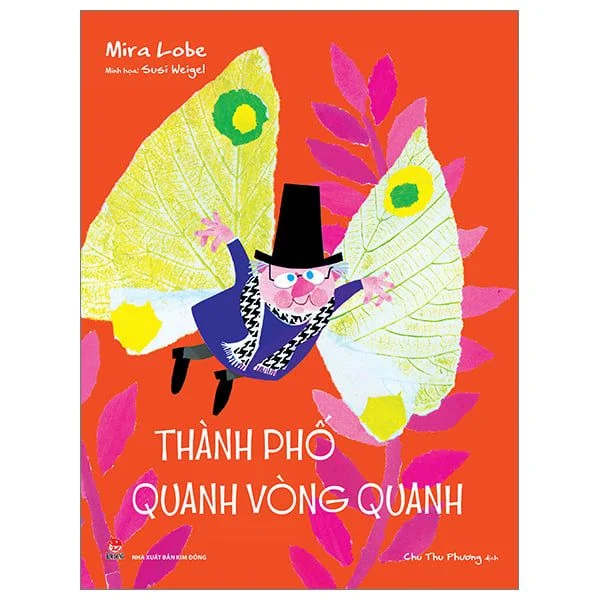 Mira Lobe
Minh họa: Susi Weigel
THÀNH PHỐ
QUANH VÒNG QUANH
NHÀ XUẤT BẢN KIM ĐỒNG
Chu Thu Phương dịch